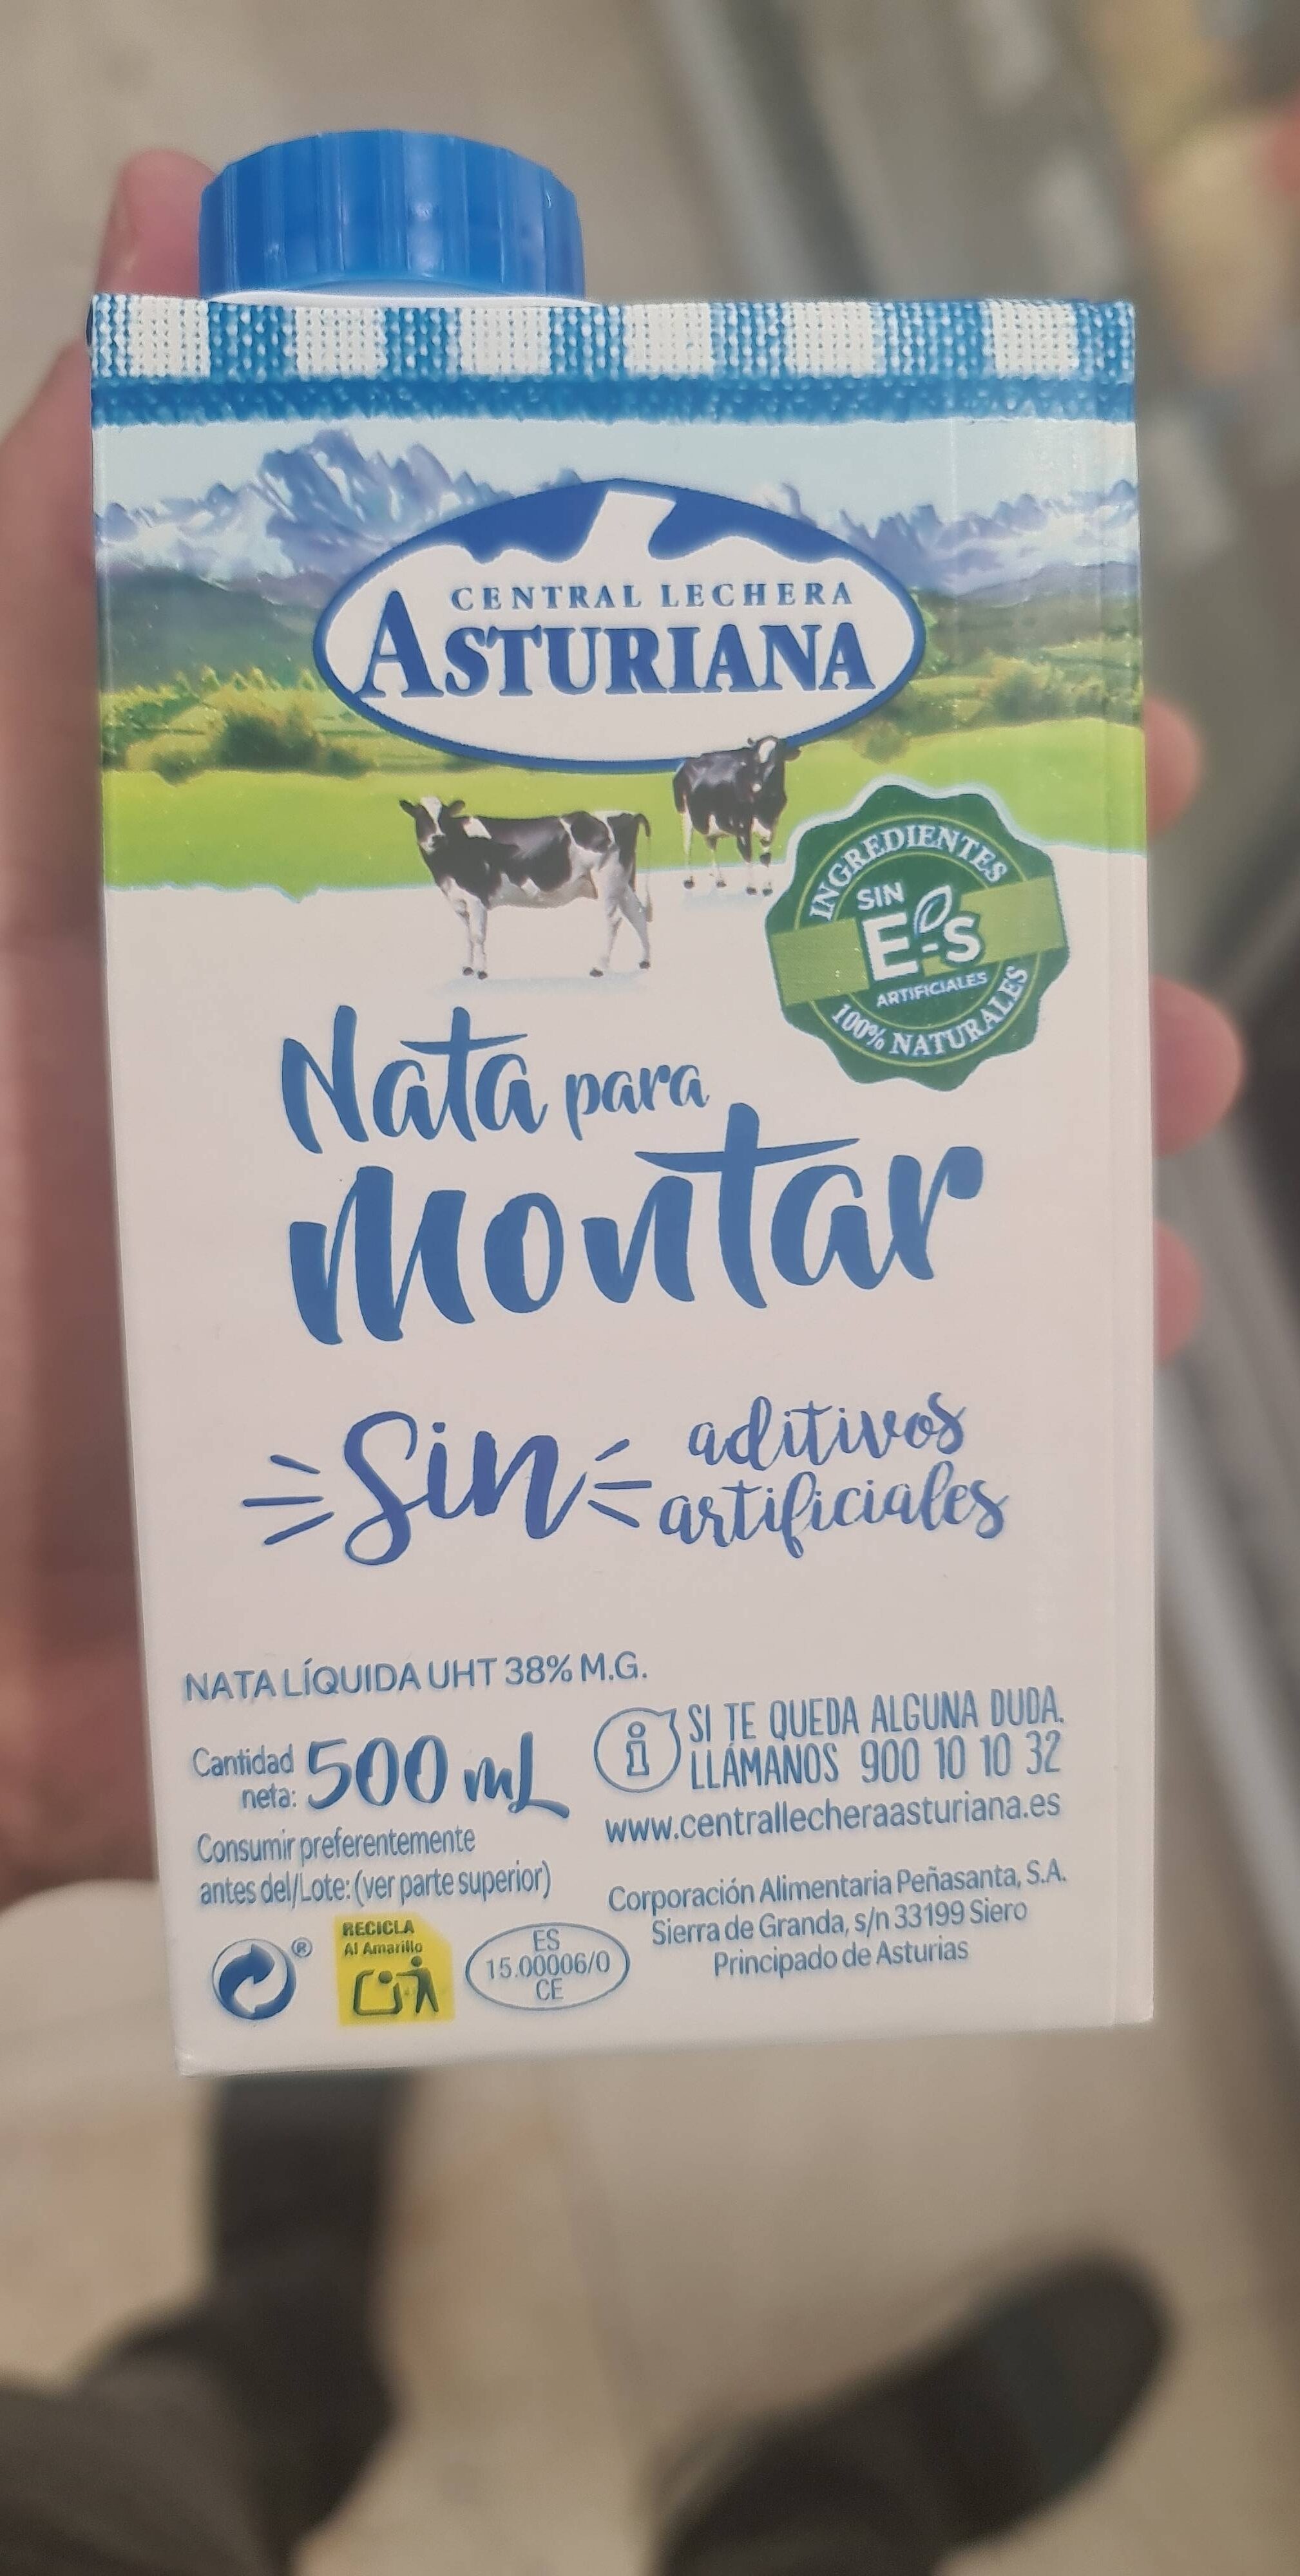 CENTRAL LECHERA
ASTURIANA
INGREDIENTES
SIN
E-s
ARTIFICIALES
100% NATURALES
Nata para
Montar
Sin aditivos
artificiales
NATA LÍQUIDA UHT 38% M.G.
Cantidad
neta: 500 mL
SI TE QUEDA ALGUNA DUDA.
LLÁMANOS 900 10 10 32
www.centrallecheraasturiana.es
Consumir preferentemente
antes del/Lote: (ver parte superior)
Corporación Alimentaria Peñasanta, S.A.
Sierra de Granda, s/n 33199 Siero
Principado de Asturias
®
RECICLA
Al Amarillo
ES
15.00006/O
CE